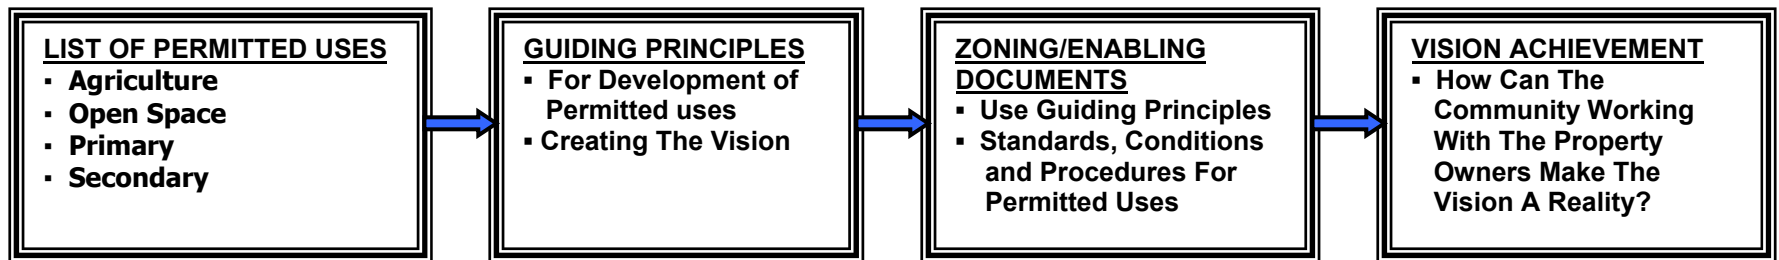 LIST OF PERMITTED USES
▪ Agriculture
▪ Open Space
▪ Primary
▪ Secondary
GUIDING PRINCIPLES
▪ For Development of
Permitted uses
▪ Creating The Vision
ZONING/ENABLING
DOCUMENTS
▪ Use Guiding Principles
▪ Standards, Conditions
and Procedures For
Permitted Uses
VISION ACHIEVEMENT
▪ How Can The
Community Working
With The Property
Owners Make The
Vision A Reality?